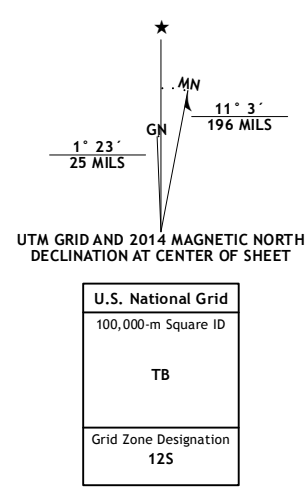 ★
MN
11° 3´
196 MILS
GN
1° 23´
25 MILS
UTM GRID AND 2014 MAGNETIC NORTH
DECLINATION AT CENTER OF SHEET
U.S. National Grid
100,000-m Square ID
TB
Grid Zone Designation
12S